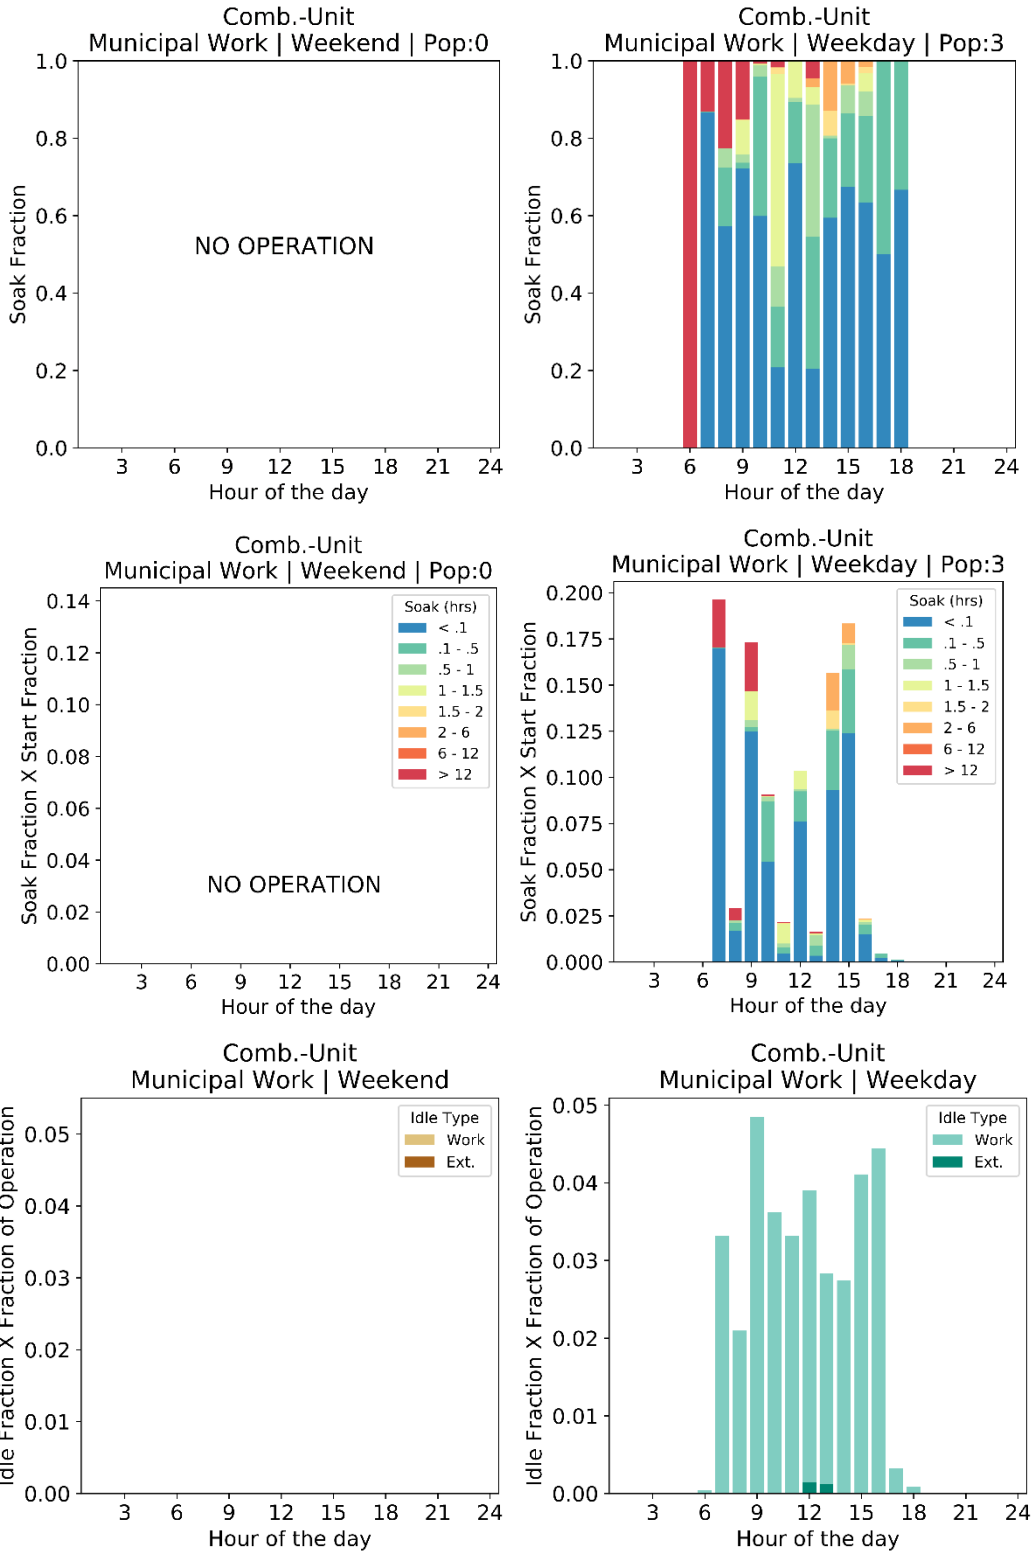 Comb.-Unit
Municipal Work | Weekend | Pop:0
1.0
0.8
0.6
0.4
0.2
0.0
Soak Fraction
NO OPERATION
3 6 9 12 15 18 21 24
Hour of the day
Comb.-Unit
Municipal Work | Weekday | Pop:3
1.0
0.8
0.6
0.4
0.2
0.0
Soak Fraction
3 6 9 12 15 18 21 24
Hour of the day
Comb.-Unit
Municipal Work | Weekend | Pop:0
0.14
0.12
0.10
0.08
0.06
0.04
0.02
0.00
Soak Fraction X Start Fraction
Soak (hrs)
< .1
.1 - .5
.5 - 1
1 - 1.5
1.5 - 2
2 - 6
6 - 12
> 12
NO OPERATION
3 6 9 12 15 18 21 24
Hour of the day
Comb.-Unit
Municipal Work | Weekday | Pop:3
0.200
0.175
0.150
0.125
0.100
0.075
0.050
0.025
0.000
Soak Fraction X Start Fraction
Soak (hrs)
< .1
.1 - .5
.5 - 1
1 - 1.5
1.5 - 2
2 - 6
6 - 12
> 12
3 6 9 12 15 18 21 24
Hour of the day
Comb.-Unit
Municipal Work | Weekend
0.05
0.04
0.03
0.02
0.01
0.00
Idle Fraction X Fraction of Operation
Idle Type
Work
Ext.
3 6 9 12 15 18 21 24
Hour of the day
Comb.-Unit
Municipal Work | Weekday
0.05
0.04
0.03
0.02
0.01
0.00
Idle Fraction X Fraction of Operation
Idle Type
Work
Ext.
3 6 9 12 15 18 21 24
Hour of the day